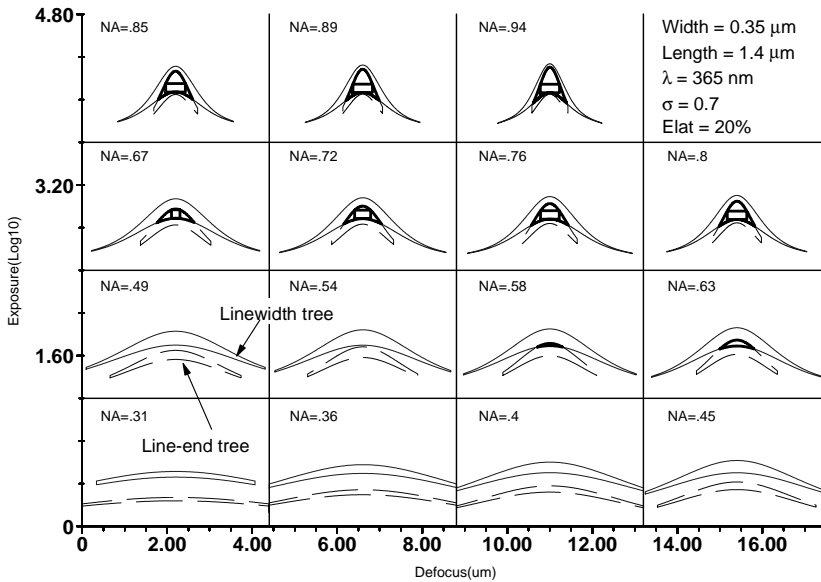 4.80
NA=.85
NA=.89
NA=.94
Width = 0.35 μm
Length = 1.4 μm
λ = 365 nm
σ = 0.7
Elat = 20%
3.20
NA=.67
NA=.72
NA=.76
NA=.8
Exposure(Log10)
NA=.49
NA=.54
NA=.58
NA=.63
Linewidth tree
1.60
NA=.31
NA=.36
NA=.4
NA=.45
Line-end tree
0
0 2.00 4.00 6.00 8.00 10.00 12.00 14.00 16.00
Defocus(um)